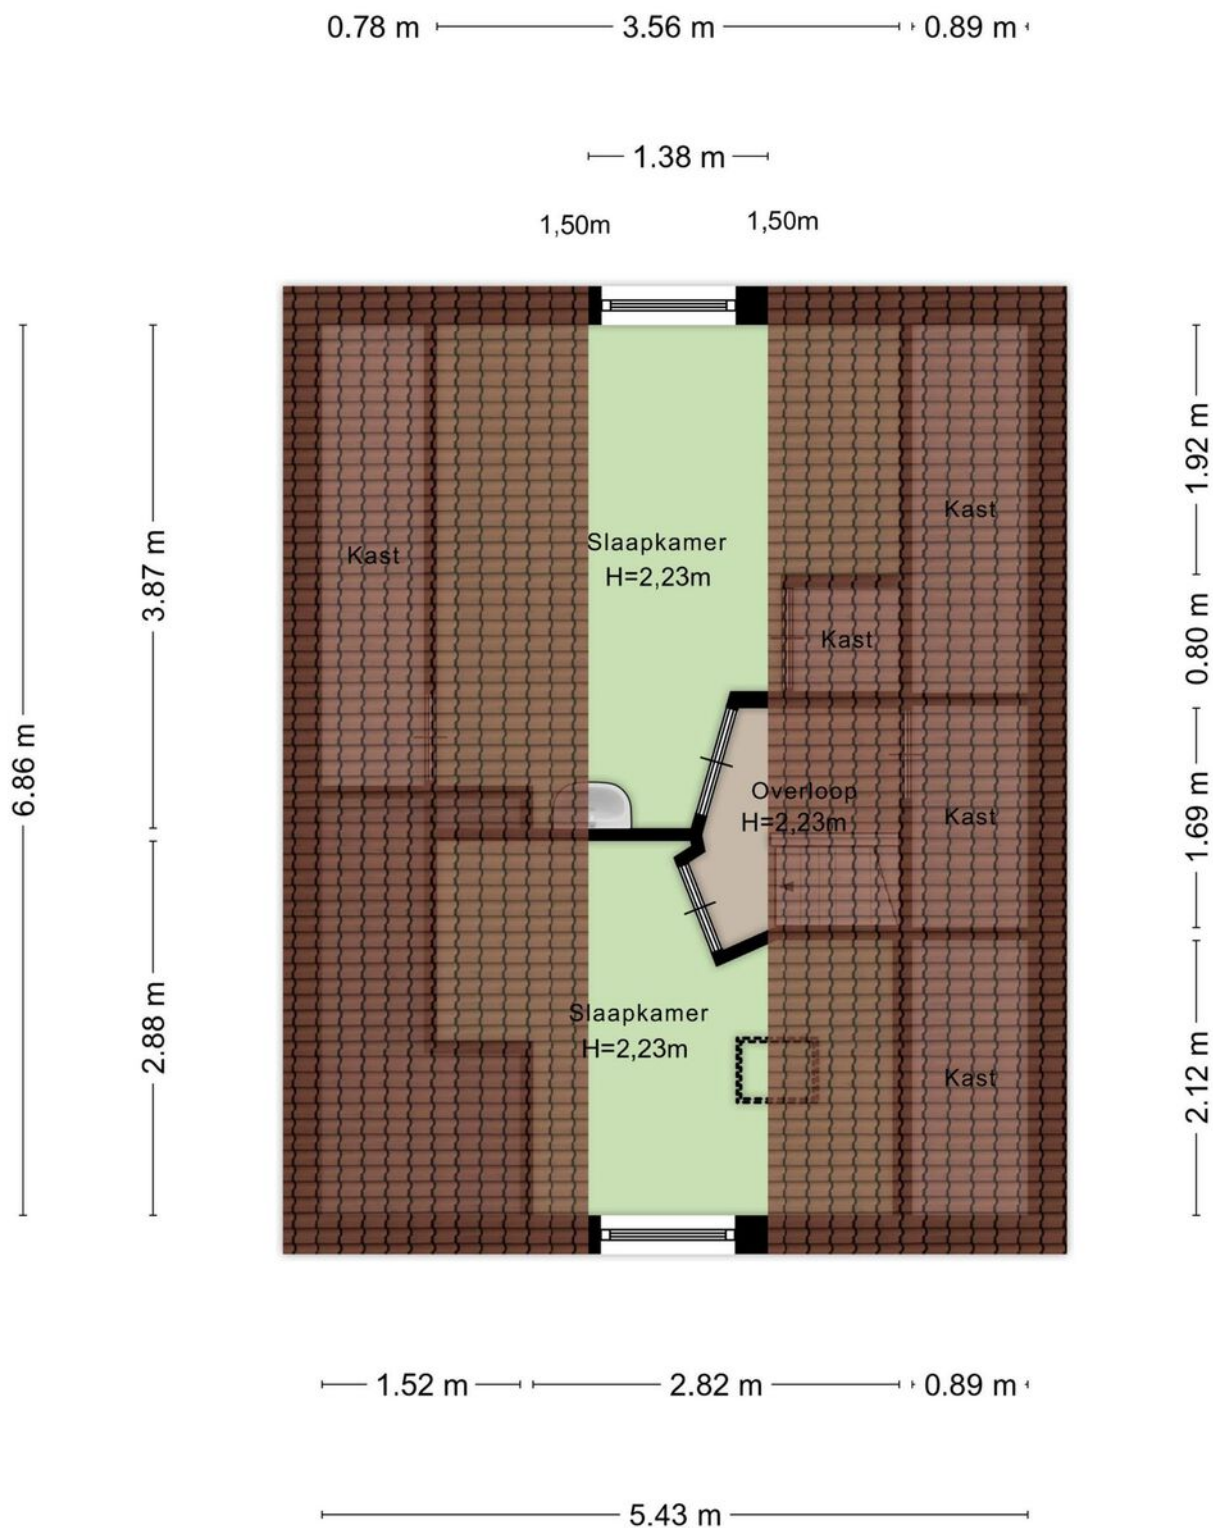 0.78 m
3.56 m
0.89 m
1.38 m
1,50m
1,50m
1.92 m
Kast
Slaapkamer
H=2,23m
Kast
3.87 m
0.80 m
Kast
6.86 m
Overloop
H=2,23m
Kast
1.69 m
Slaapkamer
H=2,23m
2.88 m
Kast
2.12 m
1.52 m
2.82 m
0.89 m
5.43 m